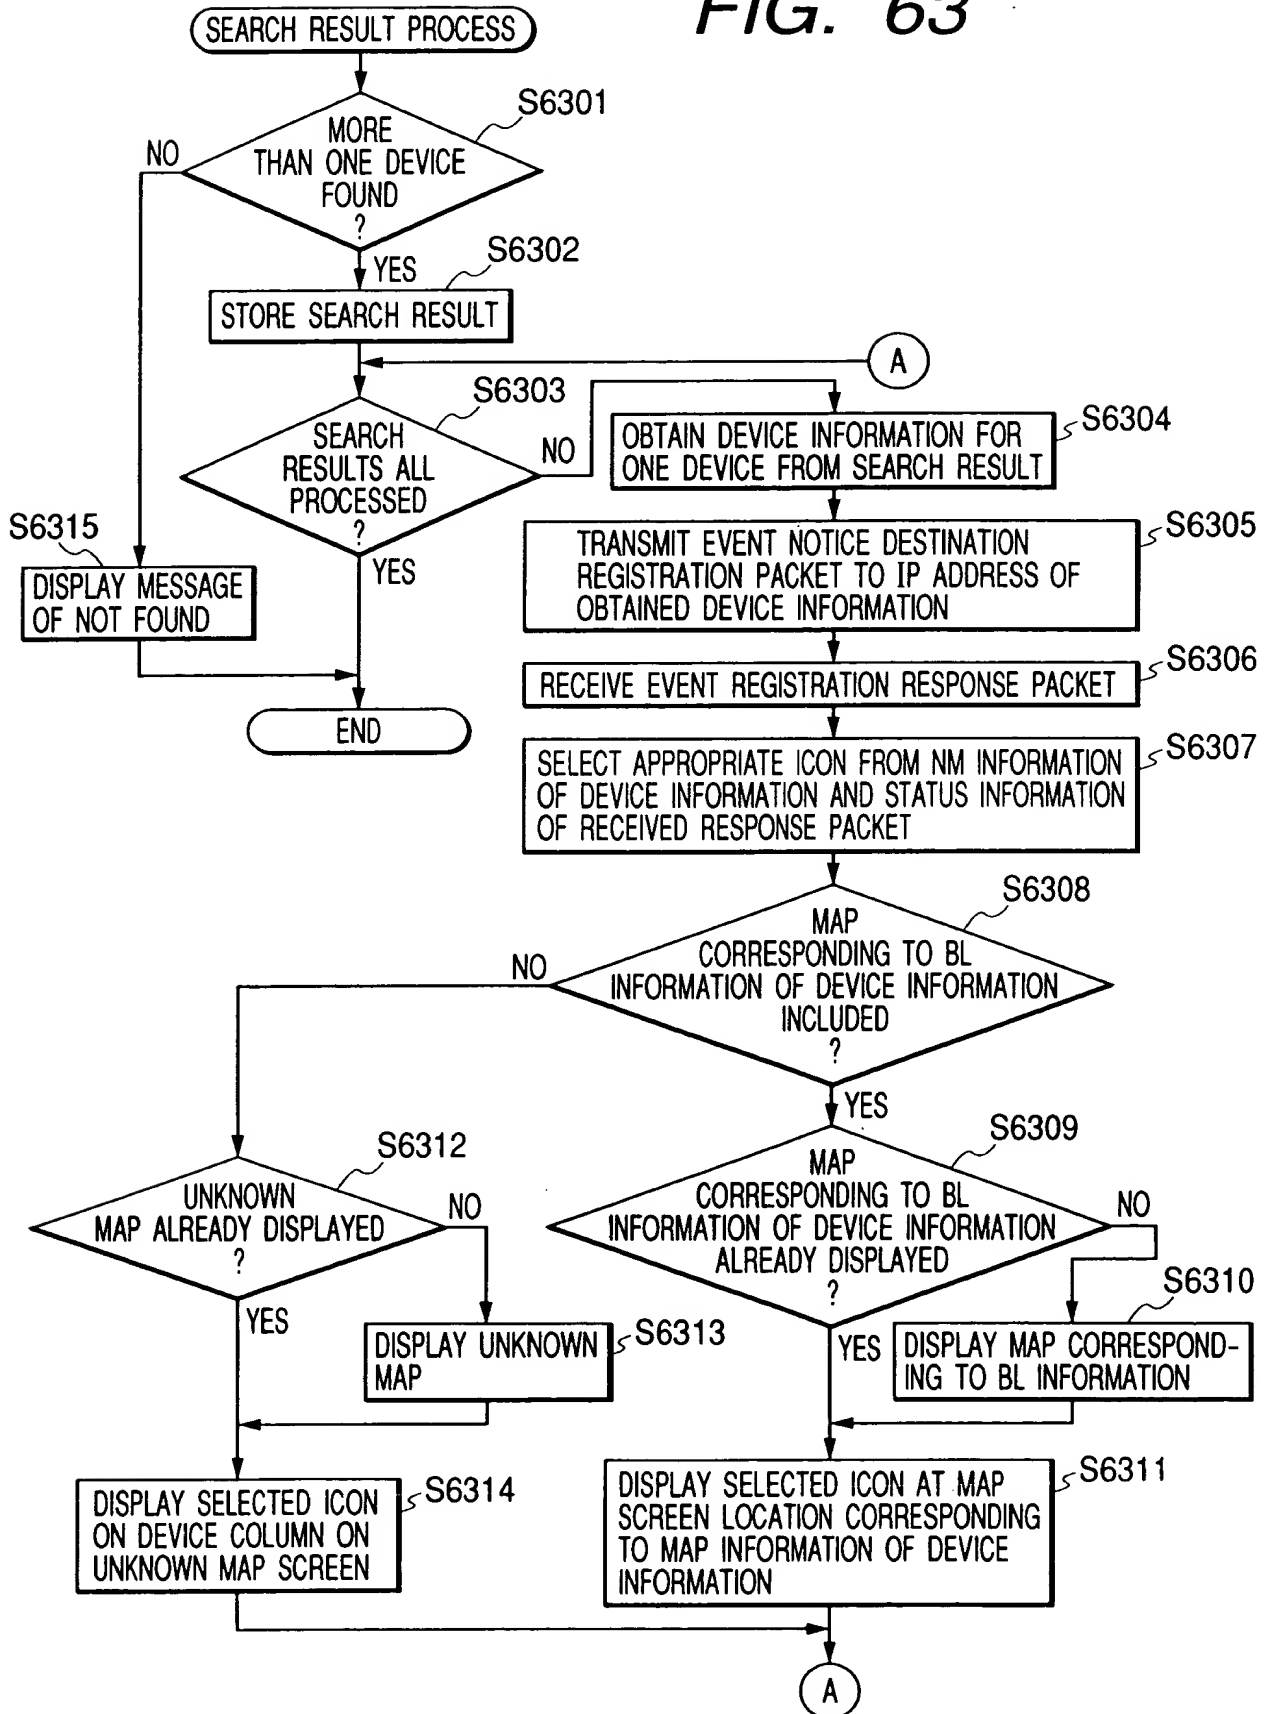 FIG. 63
SEARCH RESULT PROCESS
S6301
MORE
THAN ONE DEVICE
FOUND
?
NO
YES
S6302
STORE SEARCH RESULT
A
S6303
SEARCH
RESULTS ALL
PROCESSED
?
NO
YES
S6304
OBTAIN DEVICE INFORMATION FOR
ONE DEVICE FROM SEARCH RESULT
S6315
DISPLAY MESSAGE
OF NOT FOUND
END
S6305
TRANSMIT EVENT NOTICE DESTINATION
REGISTRATION PACKET TO IP ADDRESS OF
OBTAINED DEVICE INFORMATION
S6306
RECEIVE EVENT REGISTRATION RESPONSE PACKET
S6307
SELECT APPROPRIATE ICON FROM NM INFORMATION
OF DEVICE INFORMATION AND STATUS INFORMATION
OF RECEIVED RESPONSE PACKET
S6308
MAP
CORRESPONDING TO BL
INFORMATION OF DEVICE INFORMATION
INCLUDED
?
NO
YES
S6312
UNKNOWN
MAP ALREADY DISPLAYED
?
NO
YES
S6309
MAP
CORRESPONDING TO BL
INFORMATION OF DEVICE INFORMATION
ALREADY DISPLAYED
?
NO
YES
S6313
DISPLAY UNKNOWN
MAP
S6310
DISPLAY MAP CORRESPOND-
ING TO BL INFORMATION
S6314
DISPLAY SELECTED ICON
ON DEVICE COLUMN ON
UNKNOWN MAP SCREEN
S6311
DISPLAY SELECTED ICON AT MAP
SCREEN LOCATION CORRESPONDING
TO MAP INFORMATION OF DEVICE
INFORMATION
A